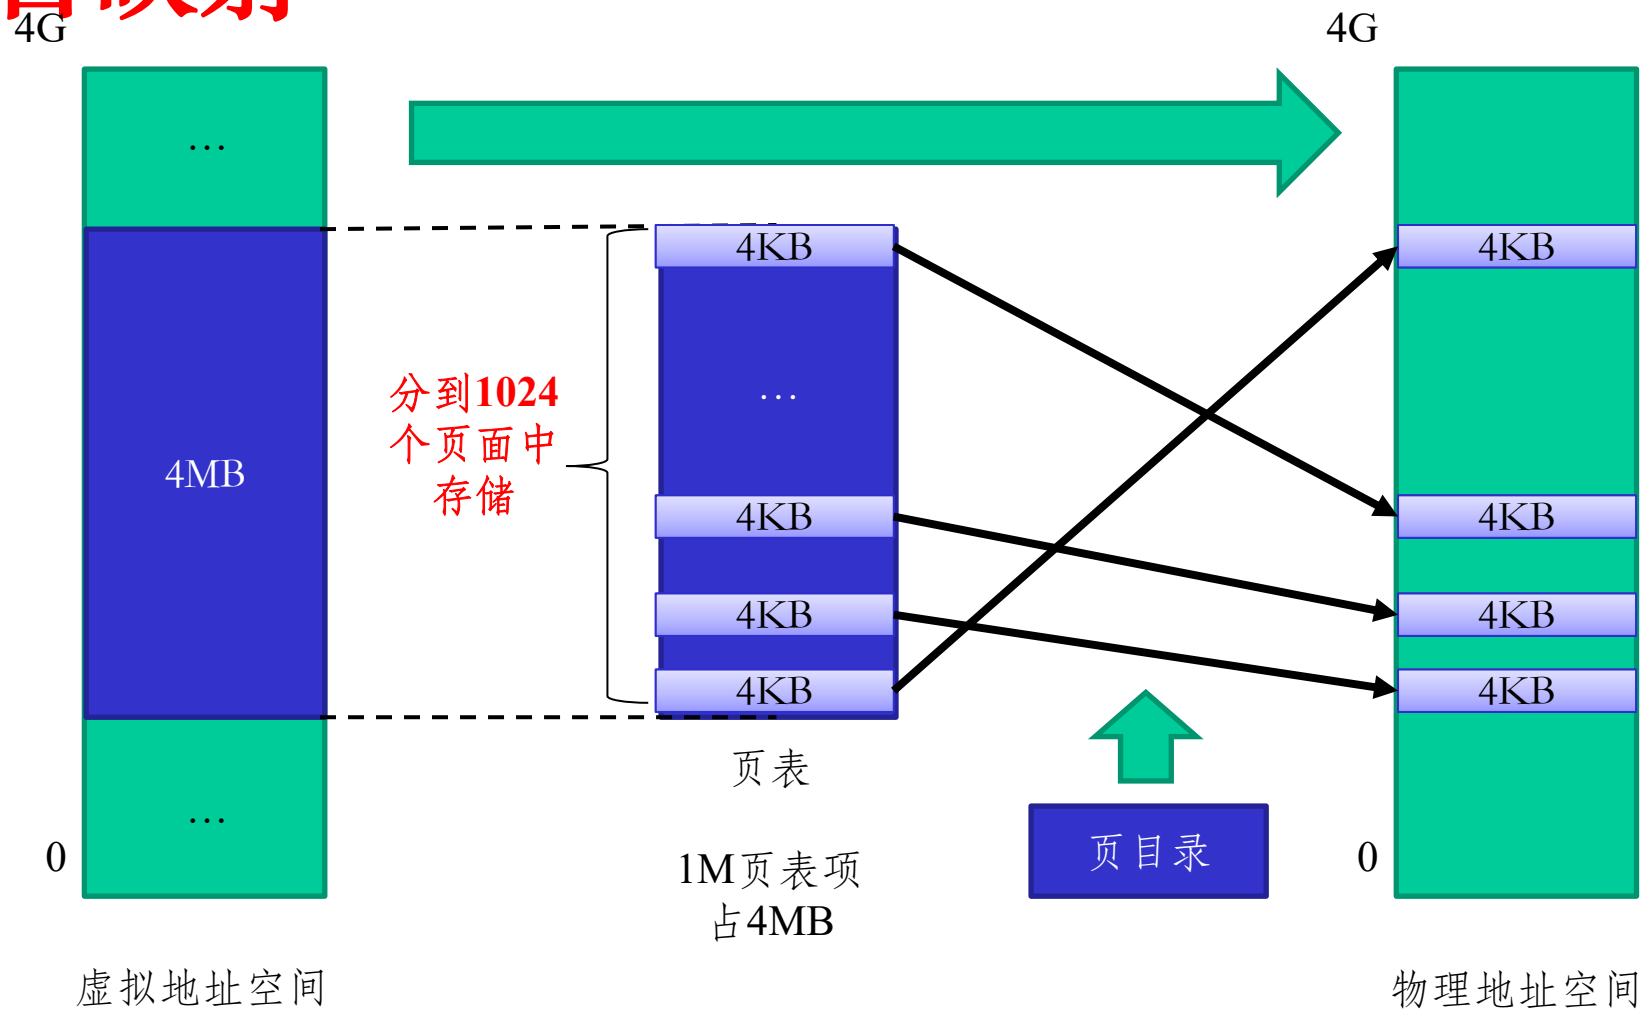 4G
4G
…
4KB
4KB
分到1024
个页面中
存储
…
4MB
4KB
4KB
4KB
4KB
4KB
4KB
页表
…
页目录
0
0
1M页表项
占4MB
虚拟地址空间
物理地址空间